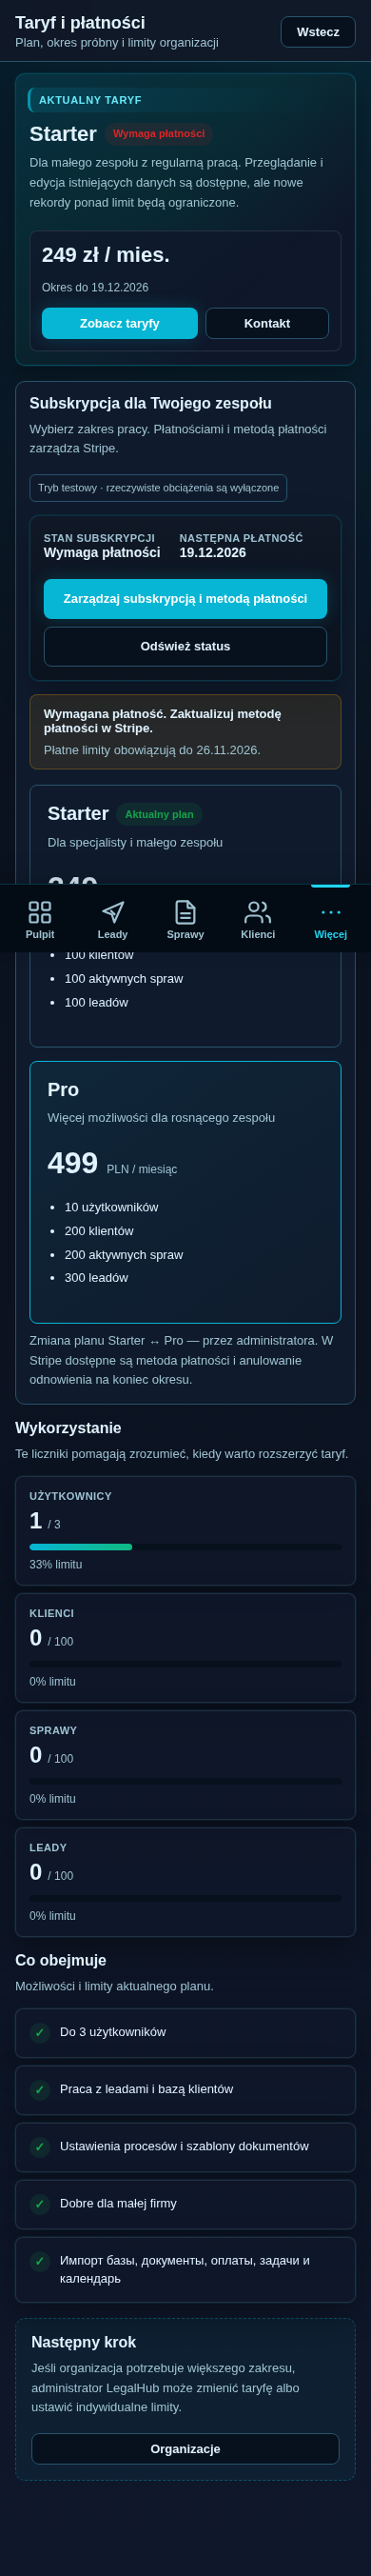 Taryf i płatności
Plan, okres próbny i limity organizacji
Wstecz
AKTUALNY TARYF
Starter
Wymaga płatności
Dla małego zespołu z regularną pracą. Przeglądanie i
edycja istniejących danych są dostępne, ale nowe
rekordy ponad limit będą ograniczone.
249 zł / mies.
Okres do 19.12.2026
Zobacz taryfy
Kontakt
Subskrypcja dla Twojego zespołu
Wybierz zakres pracy. Płatnościami i metodą płatności
zarządza Stripe.
Tryb testowy · rzeczywiste obciążenia są wyłączone
STAN SUBSKRYPCJI
Wymaga płatności
NASTĘPNA PŁATNOŚĆ
19.12.2026
Zarządzaj subskrypcją i metodą płatności
Odśwież status
Wymagana płatność. Zaktualizuj metodę
płatności w Stripe.
Płatne limity obowiązują do 26.11.2026.
Starter
Aktualny plan
Dla specjalisty i małego zespołu
249
Pulpit
Leady
Sprawy
Klienci
Więcej
100 klientów
• 100 aktywnych spraw
• 100 leadów
Pro
Więcej możliwości dla rosnącego zespołu
499 PLN / miesiąc
• 10 użytkowników
• 200 klientów
• 200 aktywnych spraw
• 300 leadów
Zmiana planu Starter ↔ Pro — przez administratora. W
Stripe dostępne są metoda płatności i anulowanie
odnowienia na koniec okresu.
Wykorzystanie
Te liczniki pomagają zrozumieć, kiedy warto rozszerzyć taryf.
UŻYTKOWNICY
1 / 3
33% limitu
KLIENCI
0 / 100
0% limitu
SPRAWY
0 / 100
0% limitu
LEADY
0 / 100
0% limitu
Co obejmuje
Możliwości i limity aktualnego planu.
✓ Do 3 użytkowników
✓ Praca z leadami i bazą klientów
✓ Ustawienia procesów i szablony dokumentów
✓ Dobre dla małej firmy
✓ Import bazy, documenty, opłaty, zadania i
kalendarz
Następny krok
Jeśli organizacja potrzebuje większego zakresu,
administrator LegalHub może zmienić taryfę albo
ustawić indywidualne limity.
Organizacje